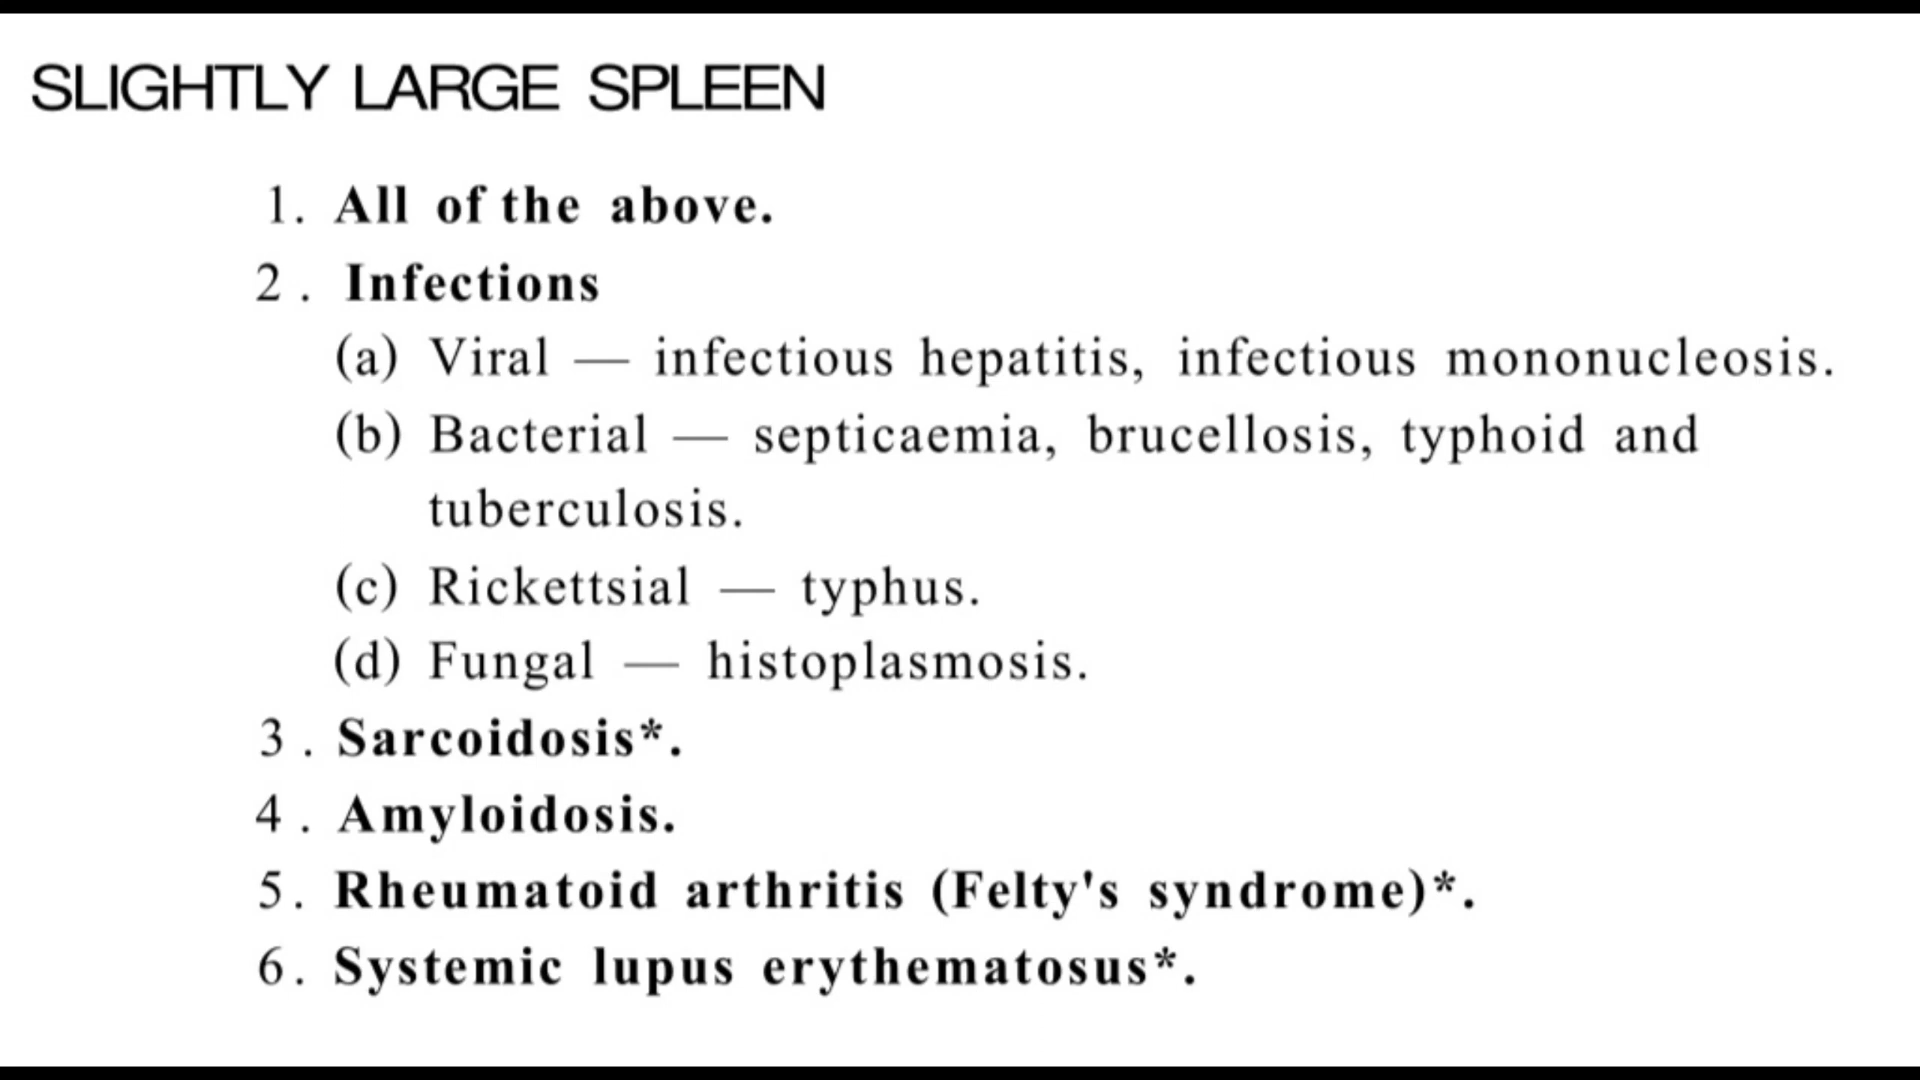 SLIGHTLY LARGE SPLEEN
1. All of the above.
2. Infections
(a) Viral — infectious hepatitis, infectious mononucleosis.
(b) Bacterial — septicaemia, brucellosis, typhoid and
tuberculosis.
(c) Rickettsial — typhus.
(d) Fungal — histoplasmosis.
3. Sarcoidosis*.
4. Amyloidosis.
5. Rheumatoid arthritis (Felty's syndrome)*.
6. Systemic lupus erythematosus*.